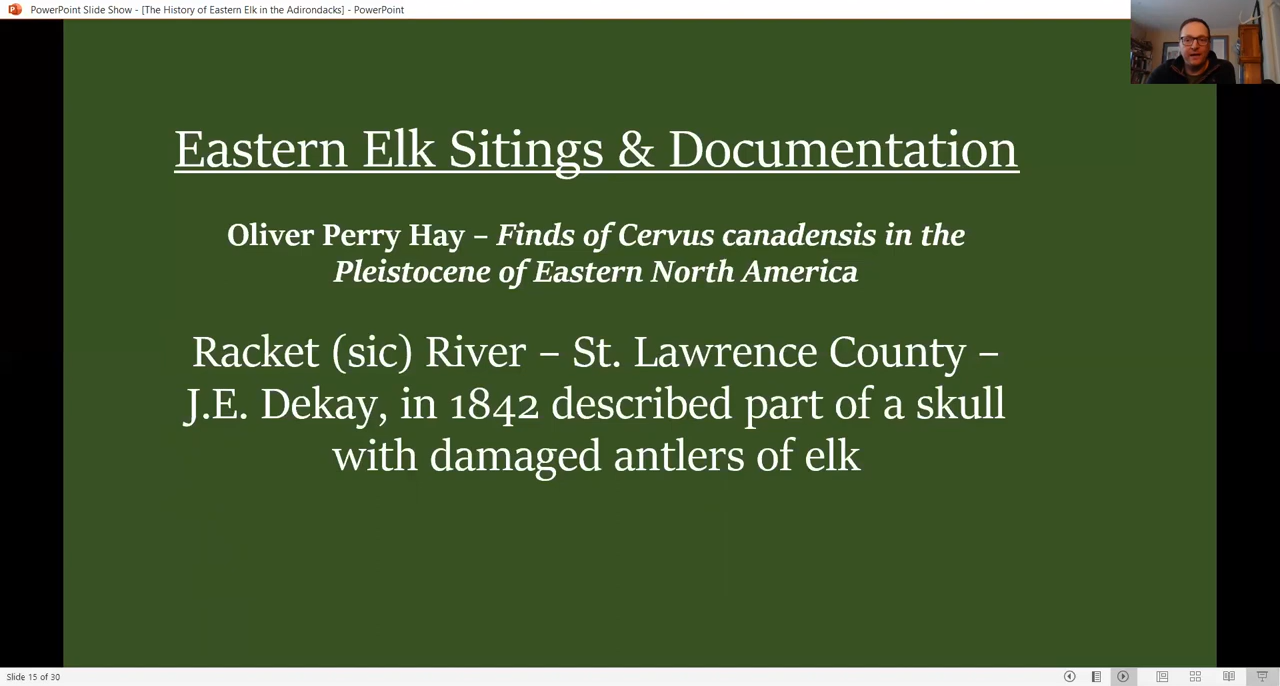 PowerPoint Slide Show - [The History of Eastern Elk in the Adirondacks] - PowerPoint
Eastern Elk Sitings & Documentation
Oliver Perry Hay – Finds of Cervus canadensis in the
Pleistocene of Eastern North America
Racket (sic) River – St. Lawrence County –
J.E. Dekay, in 1842 described part of a skull
with damaged antlers of elk
Slide 15 of 30